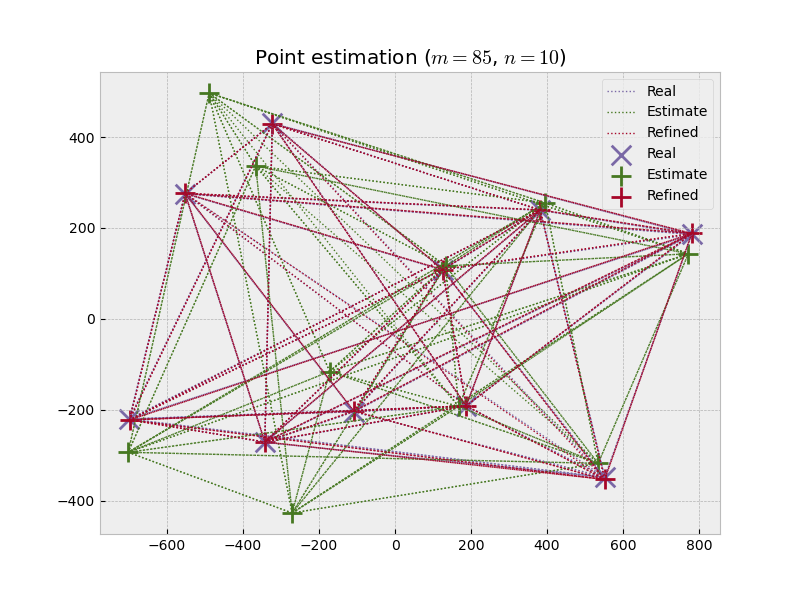 Point estimation (m = 85, n = 10)
Real
Estimate
Refined
Real
Estimate
Refined
400
200
0
−200
−400
−600 −400 −200 0 200 400 600 800